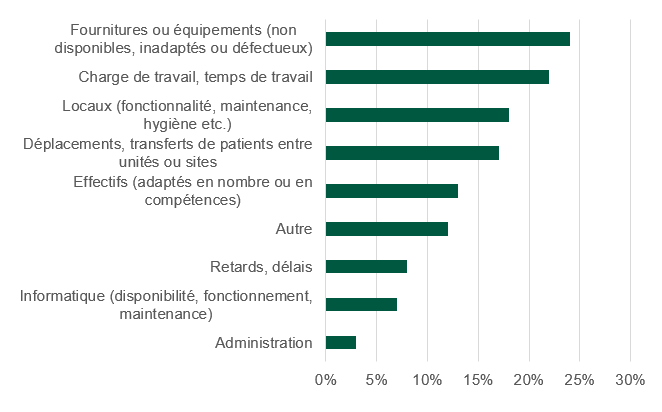 Fournitures ou équipements (non
disponibles, inadaptés ou défectueux)
Charge de travail, temps de travail
Locaux (fonctionnalité, maintenance,
hygiène etc.)
Déplacements, transferts de patients entre
unités ou sites
Effectifs (adaptés en nombre ou en
compétences)
Autre
Retards, délais
Informatique (disponibilité, fonctionnement,
maintenance)
Administration
0% 5% 10% 15% 20% 25% 30%